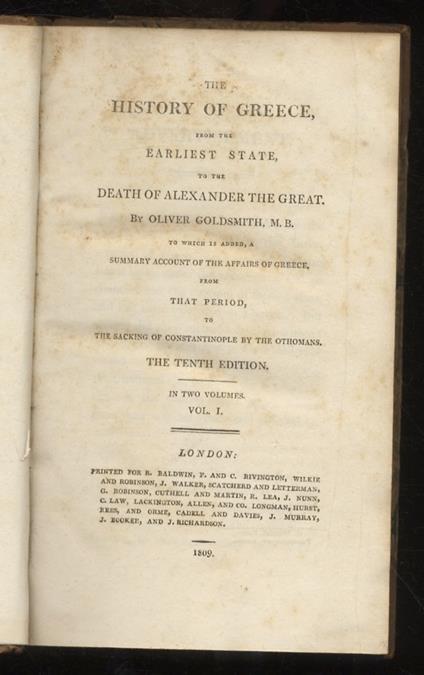 THE
HISTORY OF GREECE,
FROM THE
EARLIEST STATE,
TO THE
DEATH OF ALEXANDER THE GREAT.
BY OLIVER GOLDSMITH, M. B.
TO WHICH IS ADDED, A
SUMMARY ACCOUNT OF THE AFFAIRS OF GREECE,
FROM
THAT PERIOD,
TO
THE SACKING OF CONSTANTINOPLE BY THE OTHOMANS.
THE TENTH EDITION.
IN TWO VOLUMES.
VOL. I.
LONDON:
PRINTED FOR R. BALDWIN, F. AND C. RIVINGTON, WILKIE
AND ROBINSON, J. WALKER, SCATCHERD AND LETTERMAN,
G. ROBINSON, CUTHELL AND MARTIN, R. LEA, J. NUNN,
C. LAW, LACKINGTON, ALLEN, AND CO. LONGMAN, HURST,
REES, AND ORME, CADELL AND DAVIES, J. MURRAY,
J. BOOKER, AND J. RICHARDSON.
1809.